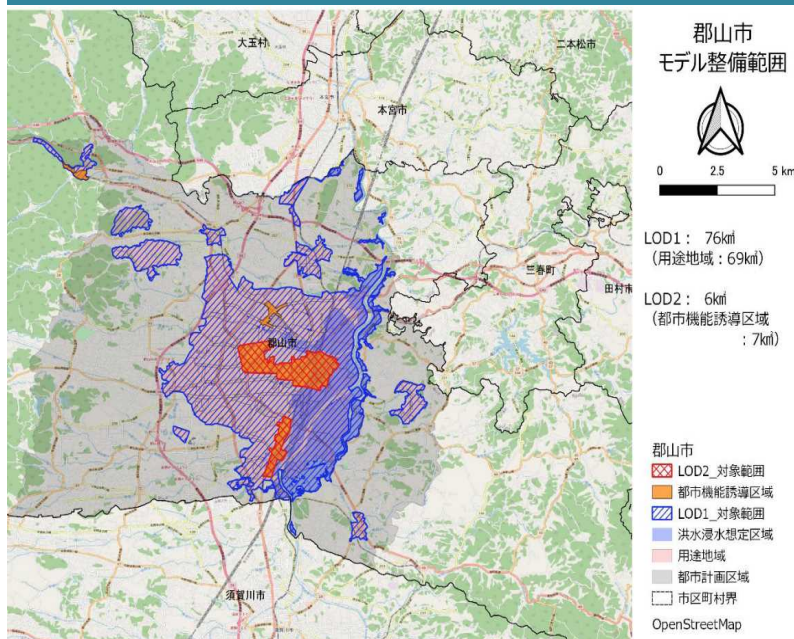 郡山市
モデル整備範囲
0 2.5 5 km
LOD1： 76㎢
（用途地域：69㎢）
LOD2： 6㎢
（都市機能誘導区域
：7㎢）
郡山市
LOD2_対象範囲
都市機能誘導区域
LOD1_対象範囲
洪水浸水想定区域
用途地域
都市計画区域
市区町村界
OpenStreetMap
大玉村
二本松市
本宮市
三春町
田村市
郡山市
須賀川市